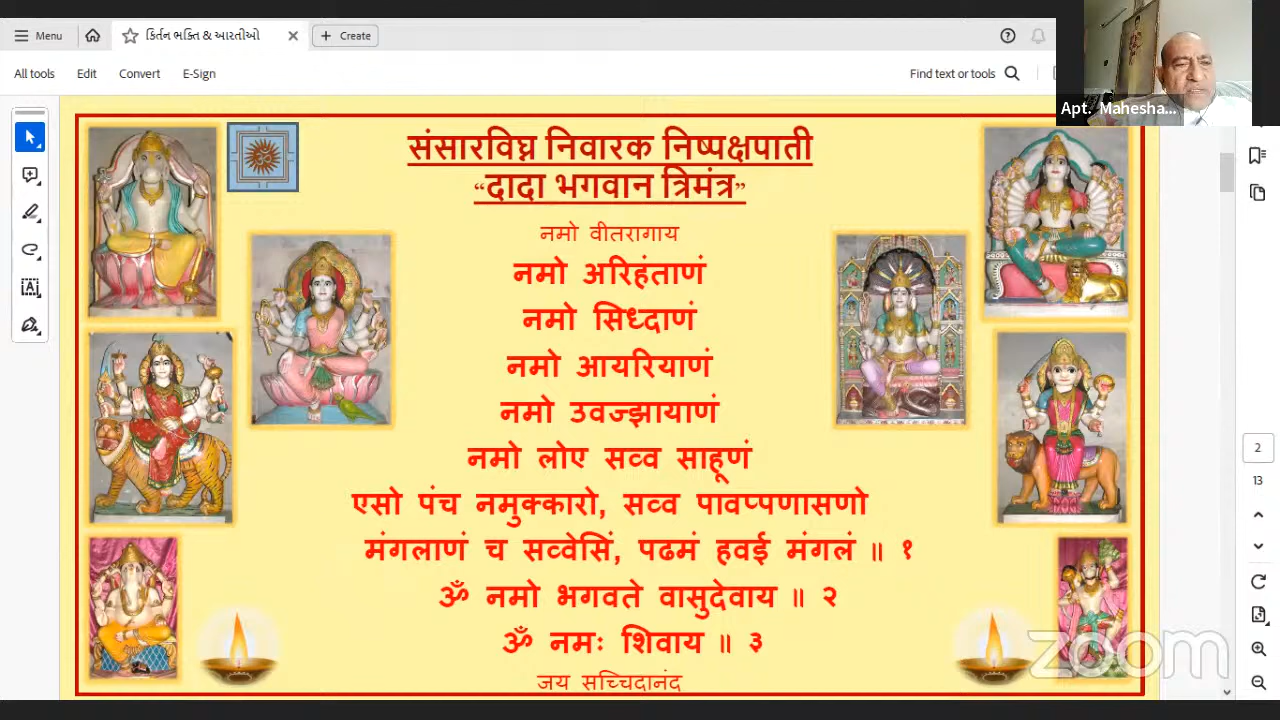 Menu
કિર્તન ભક્તિ & આરતીઓ
Create
Apt. Mahesha...
All tools
Edit
Convert
E-Sign
Find text or tools
संसारविघ्न निवारक निष्पक्षपाती
“दादा भगवान त्रिमंत्र”
नमो वीतरागाय
नमो अरिहंताणं
नमो सिध्दाणं
नमो आयरियाणं
नमो उवज्झायाणं
नमो लोए सव्व साहूणं
एसो पंच नमुक्कारो, सव्व पावप्पणासणो
मंगलाणं च सव्वेसिं, पढमं हवई मंगलं ॥ १
ॐ नमो भगवते वासुदेवाय ॥ २
ॐ नमः शिवाय ॥ ३
जय सच्चिदानंद
2
13
zoom